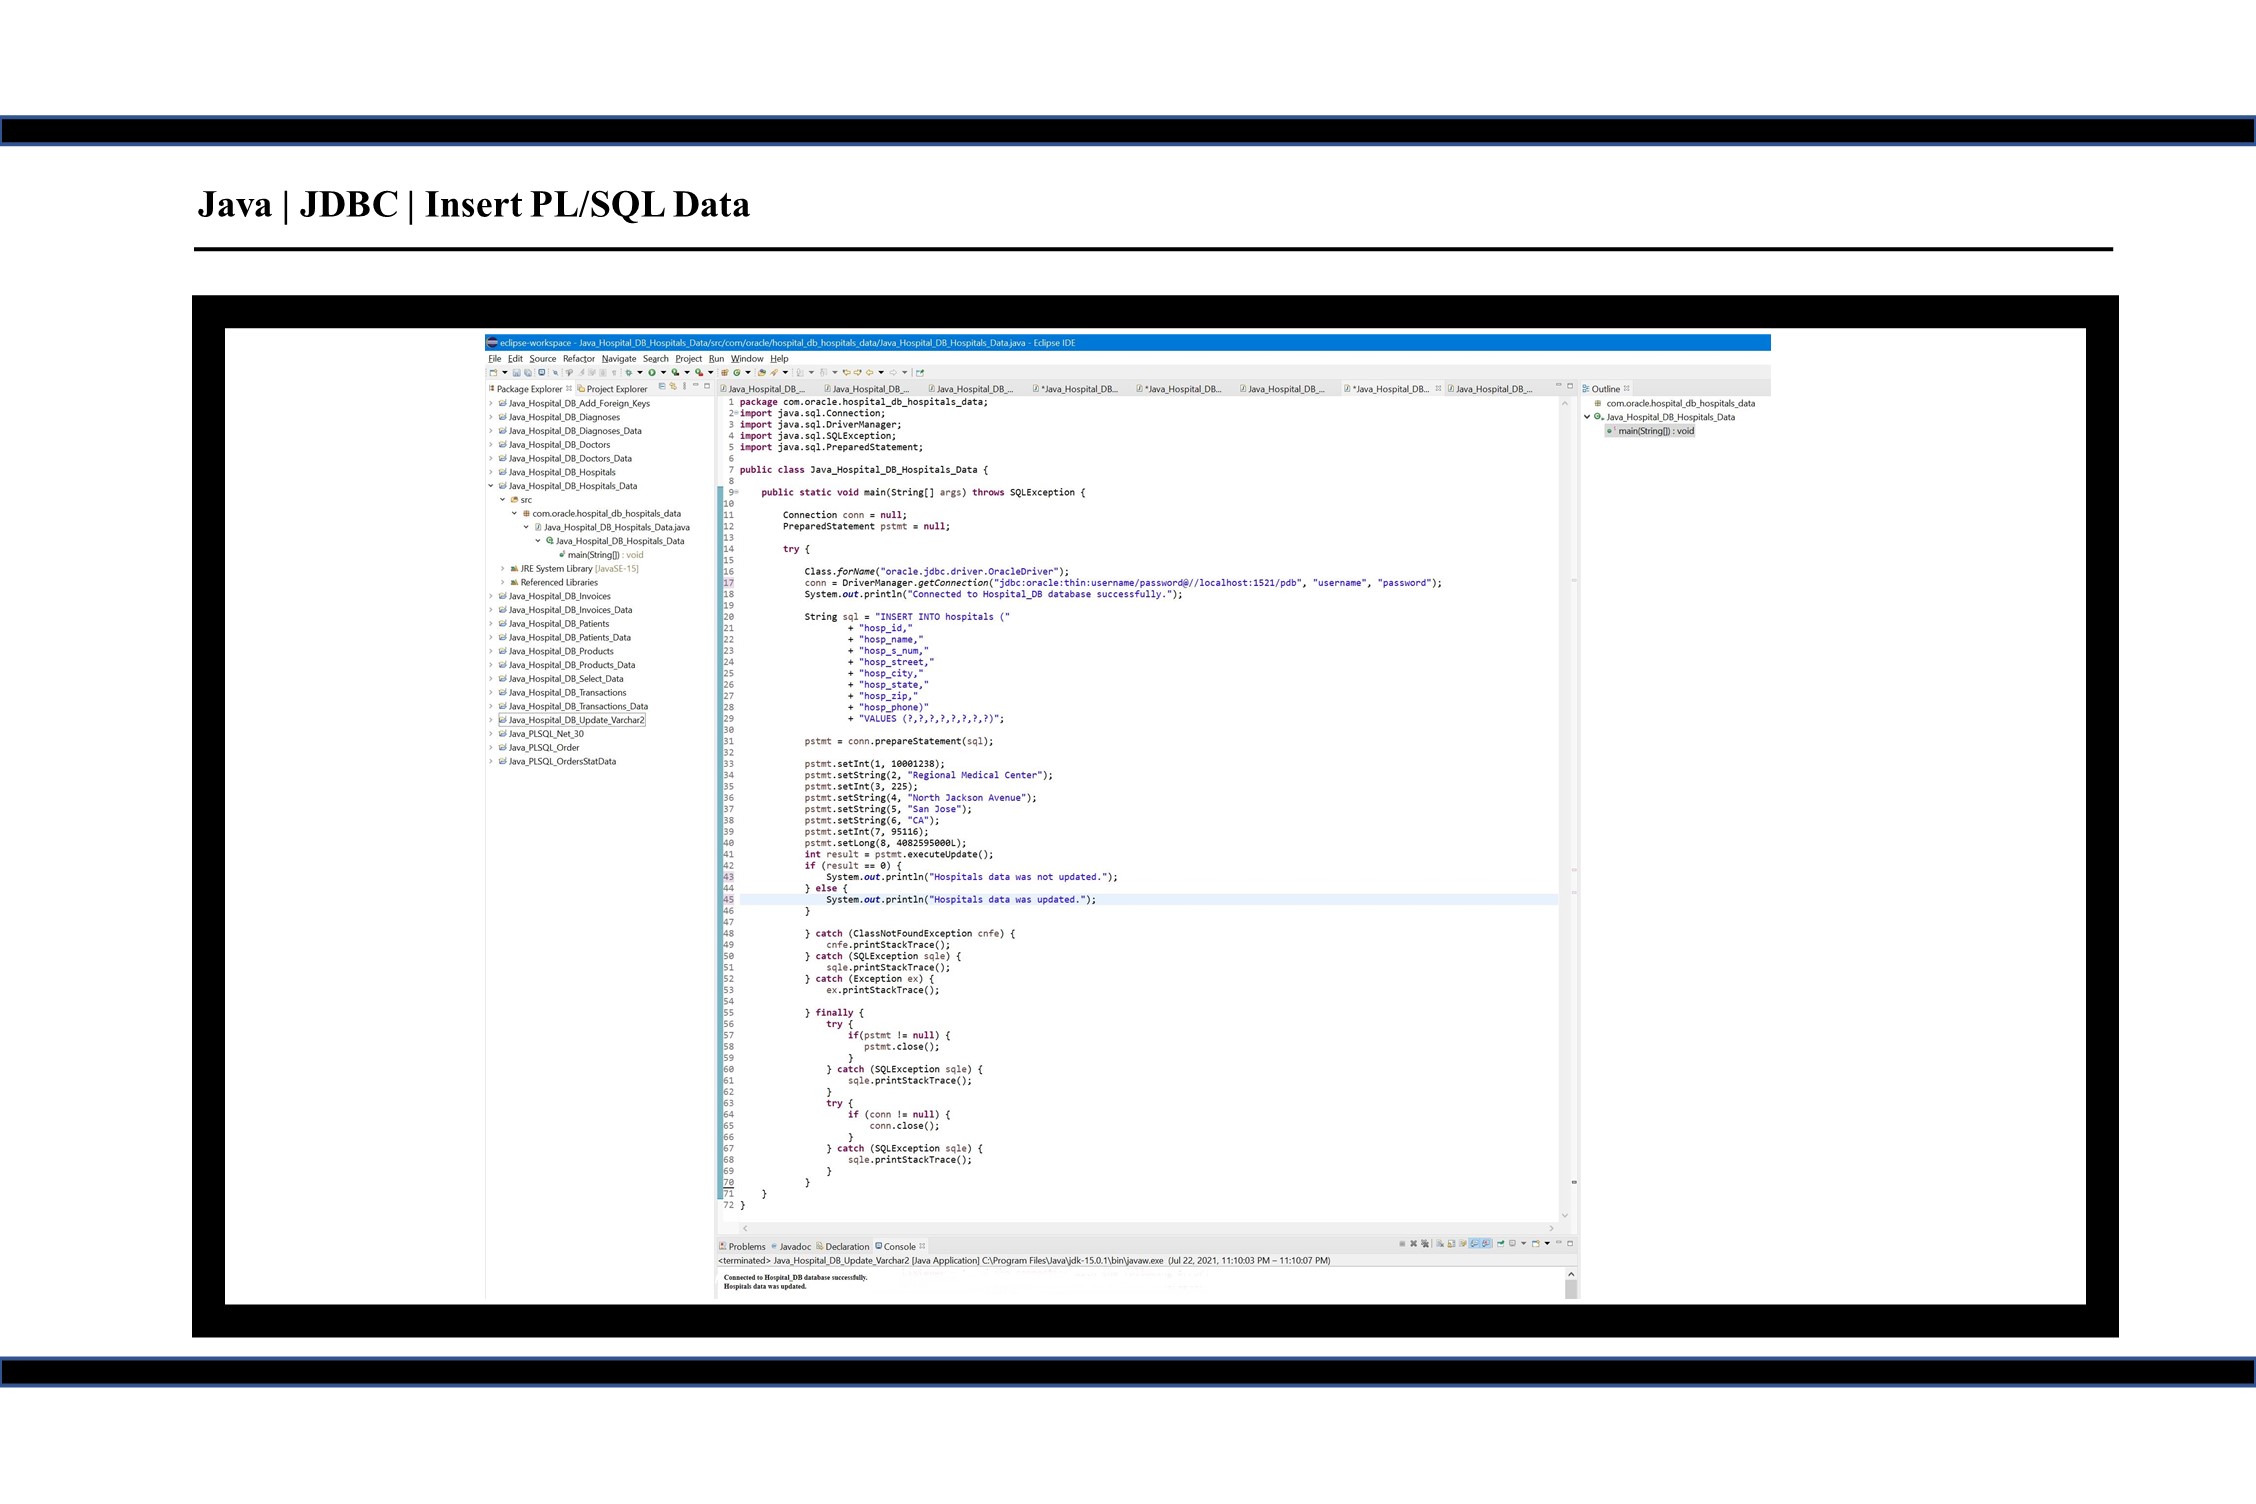 Java | JDBC | Insert PL/SQL Data
eclipse-workspace - Java_Hospital_DB_Hospitals_Data/src/com/oracle/hospital_db_hospitals_data/Java_Hospital_DB_Hospitals_Data.java - Eclipse IDE
File Edit Source Refactor Navigate Search Project Run Window Help
Package Explorer Project Explorer
Java_Hospital_DB_Add_Foreign_Keys
Java_Hospital_DB_Diagnoses
Java_Hospital_DB_Diagnoses_Data
Java_Hospital_DB_Doctors
Java_Hospital_DB_Doctors_Data
Java_Hospital_DB_Hospitals
Java_Hospital_DB_Hospitals_Data
src
com.oracle.hospital_db_hospitals_data
Java_Hospital_DB_Hospitals_Data.java
Java_Hospital_DB_Hospitals_Data
main(String[]) : void
JRE System Library [JavaSE-15]
Referenced Libraries
Java_Hospital_DB_Invoices
Java_Hospital_DB_Invoices_Data
Java_Hospital_DB_Patients
Java_Hospital_DB_Patients_Data
Java_Hospital_DB_Products
Java_Hospital_DB_Products_Data
Java_Hospital_DB_Select_Data
Java_Hospital_DB_Transactions
Java_Hospital_DB_Transactions_Data
Java_Hospital_DB_Update_Varchar2
Java_PLSQL_Net_30
Java_PLSQL_Order
Java_PLSQL_OrdersStatData
Java_Hospital_DB_... Java_Hospital_DB_... Java_Hospital_DB_... *Java_Hospital_DB... *Java_Hospital_DB... Java_Hospital_DB_... *Java_Hospital_DB... Java_Hospital_DB_...
1 package com.oracle.hospital_db_hospitals_data;
2 import java.sql.Connection;
3 import java.sql.DriverManager;
4 import java.sql.SQLException;
5 import java.sql.PreparedStatement;
6
7 public class Java_Hospital_DB_Hospitals_Data {
8
9 public static void main(String[] args) throws SQLException {
10
11 Connection conn = null;
12 PreparedStatement pstmt = null;
13
14 try {
15
16 Class.forName("oracle.jdbc.driver.OracleDriver");
17 conn = DriverManager.getConnection("jdbc:oracle:thin:username/password@//localhost:1521/pdb", "username", "password");
18 System.out.println("Connected to Hospital_DB database successfully.");
19
20 String sql = "INSERT INTO hospitals ("
21 + "hosp_id,"
22 + "hosp_name,"
23 + "hosp_s_num,"
24 + "hosp_street,"
25 + "hosp_city,"
26 + "hosp_state,"
27 + "hosp_zip,"
28 + "hosp_phone)"
29 + "VALUES (?,?,?,?,?,?,?,?)";
30
31 pstmt = conn.prepareStatement(sql);
32
33 pstmt.setInt(1, 10001238);
34 pstmt.setString(2, "Regional Medical Center");
35 pstmt.setInt(3, 225);
36 pstmt.setString(4, "North Jackson Avenue");
37 pstmt.setString(5, "San Jose");
38 pstmt.setString(6, "CA");
39 pstmt.setInt(7, 95116);
40 pstmt.setLong(8, 4082595000L);
41 int result = pstmt.executeUpdate();
42 if (result == 0) {
43 System.out.println("Hospitals data was not updated.");
44 } else {
45 System.out.println("Hospitals data was updated.");
46 }
47
48 } catch (ClassNotFoundException cnfe) {
49 cnfe.printStackTrace();
50 } catch (SQLException sqle) {
51 sqle.printStackTrace();
52 } catch (Exception ex) {
53 ex.printStackTrace();
54
55 } finally {
56 try {
57 if(pstmt != null) {
58 pstmt.close();
59 }
60 } catch (SQLException sqle) {
61 sqle.printStackTrace();
62 }
63 try {
64 if (conn != null) {
65 conn.close();
66 }
67 } catch (SQLException sqle) {
68 sqle.printStackTrace();
69 }
70 }
71 }
72 }
Outline
com.oracle.hospital_db_hospitals_data
Java_Hospital_DB_Hospitals_Data
main(String[]) : void
Problems Javadoc Declaration Console
<terminated> Java_Hospital_DB_Update_Varchar2 [Java Application] C:\Program Files\Java\jdk-15.0.1\bin\javaw.exe (Jul 22, 2021, 11:10:03 PM – 11:10:07 PM)
Connected to Hospital_DB database successfully.
Hospitals data was updated.